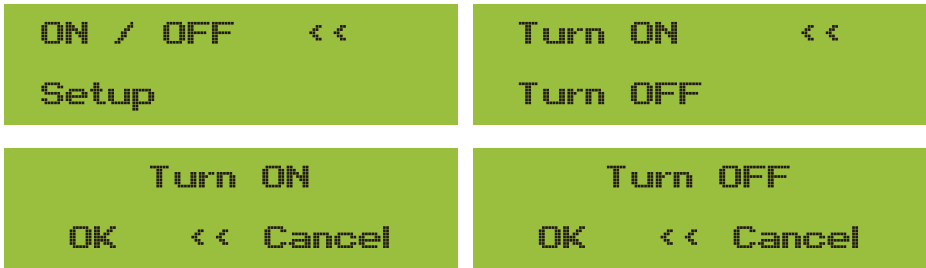 ON / OFF <<
Setup
Turn ON <<
Turn OFF
Turn ON
OK << Cancel
Turn OFF
OK << Cancel